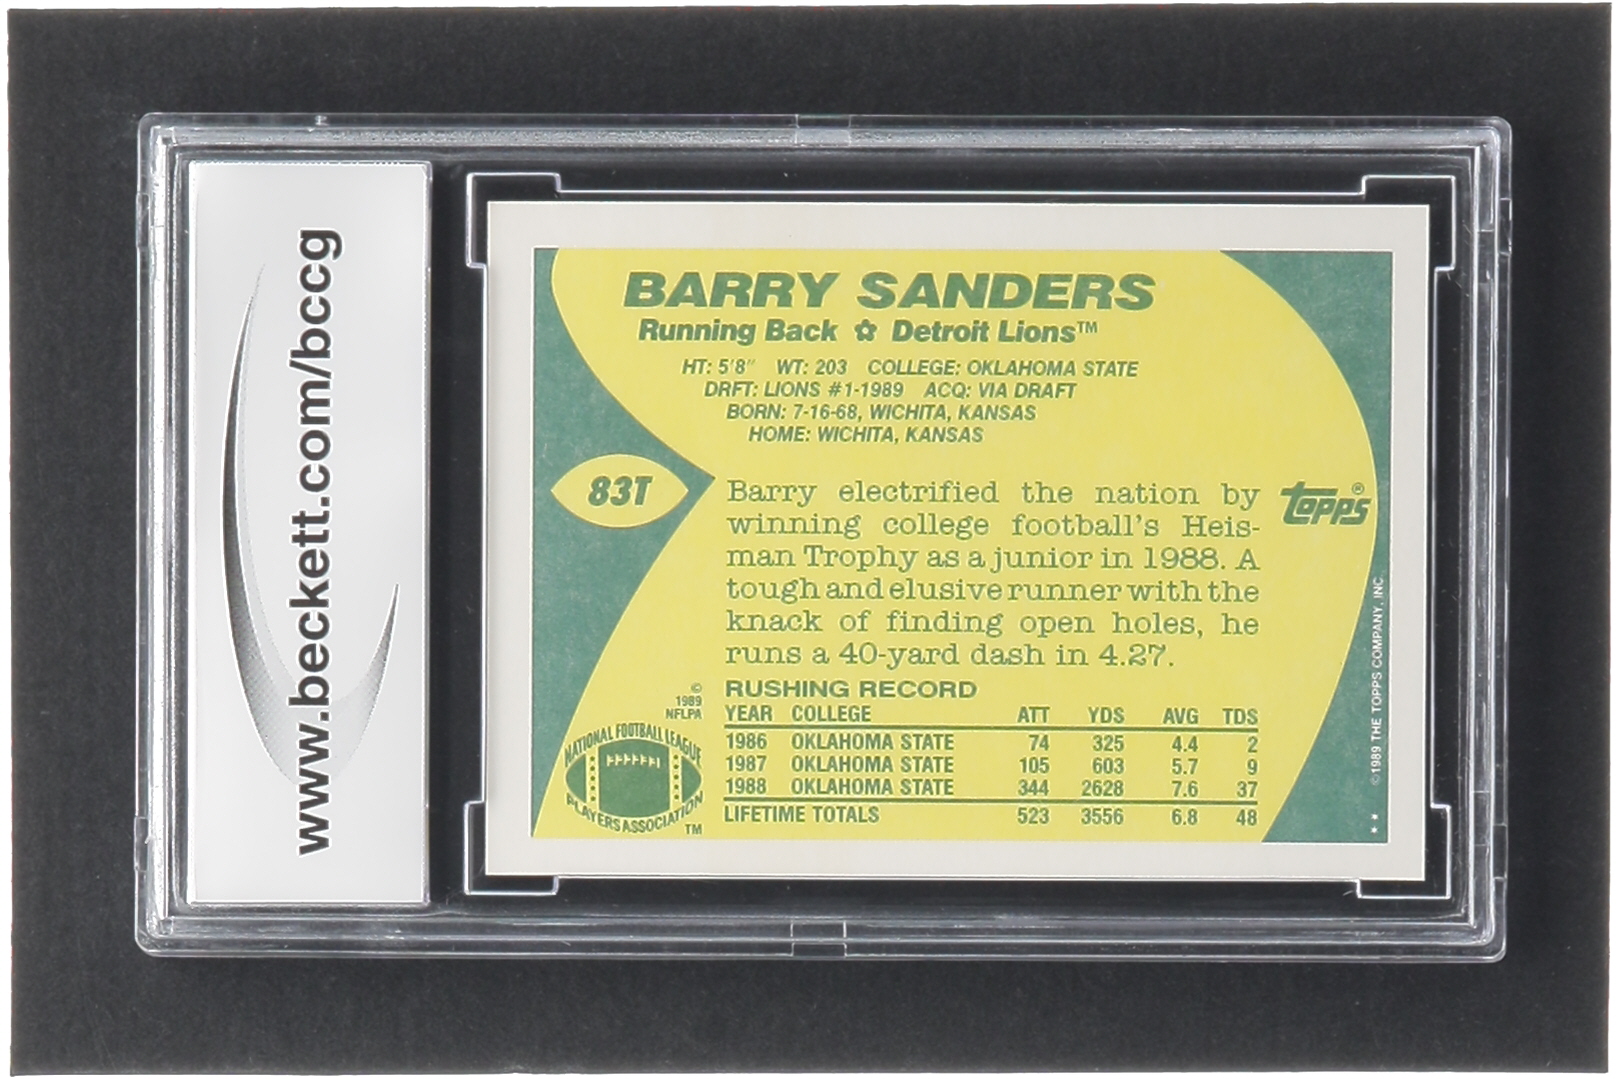 www.beckett.com/bccg
BARRY SANDERS
Running Back ✿ Detroit Lions™
HT: 5'8" WT: 203 COLLEGE: OKLAHOMA STATE
DRFT: LIONS #1-1989 ACQ: VIA DRAFT
BORN: 7-16-68, WICHITA, KANSAS
HOME: WICHITA, KANSAS
83T
Barry electrified the nation by
winning college football's Heis-
man Trophy as a junior in 1988. A
tough and elusive runner with the
knack of finding open holes, he
runs a 40-yard dash in 4.27.
topps®
RUSHING RECORD
YEAR COLLEGE ATT YDS AVG TDS
1986 OKLAHOMA STATE 74 325 4.4 2
1987 OKLAHOMA STATE 105 603 5.7 9
1988 OKLAHOMA STATE 344 2628 7.6 37
LIFETIME TOTALS 523 3556 6.8 48
©
1989
NFLPA
NATIONAL FOOTBALL LEAGUE
PLAYERS ASSOCIATION
TM
©1989 THE TOPPS COMPANY, INC.
**